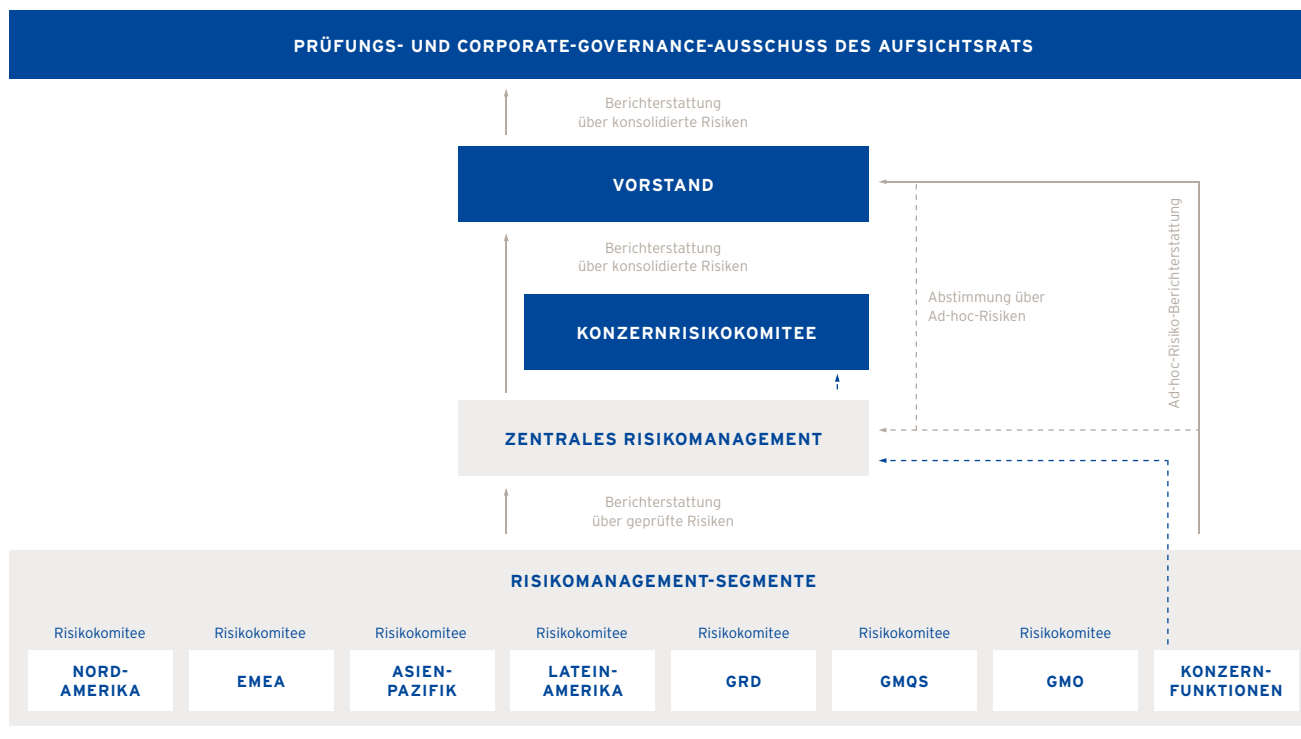 PRÜFUNGS- UND CORPORATE-GOVERNANCE-AUSSCHUSS DES AUFSICHTSRATS
Berichterstattung
über konsolidierte Risiken
VORSTAND
Berichterstattung
über konsolidierte Risiken
Abstimmung über
Ad-hoc-Risiken
Ad-hoc-Risiko-Berichterstattung
KONZERNRISIKOKOMITEE
ZENTRALES RISIKOMANAGEMENT
Berichterstattung
über geprüfte Risiken
RISIKOMANAGEMENT-SEGMENTE
Risikokomitee
NORD-
AMERIKA
Risikokomitee
EMEA
Risikokomitee
ASIEN-
PAZIFIK
Risikokomitee
LATEIN-
AMERIKA
Risikokomitee
GRD
Risikokomitee
GMQS
Risikokomitee
GMO
KONZERN-
FUNKTIONEN